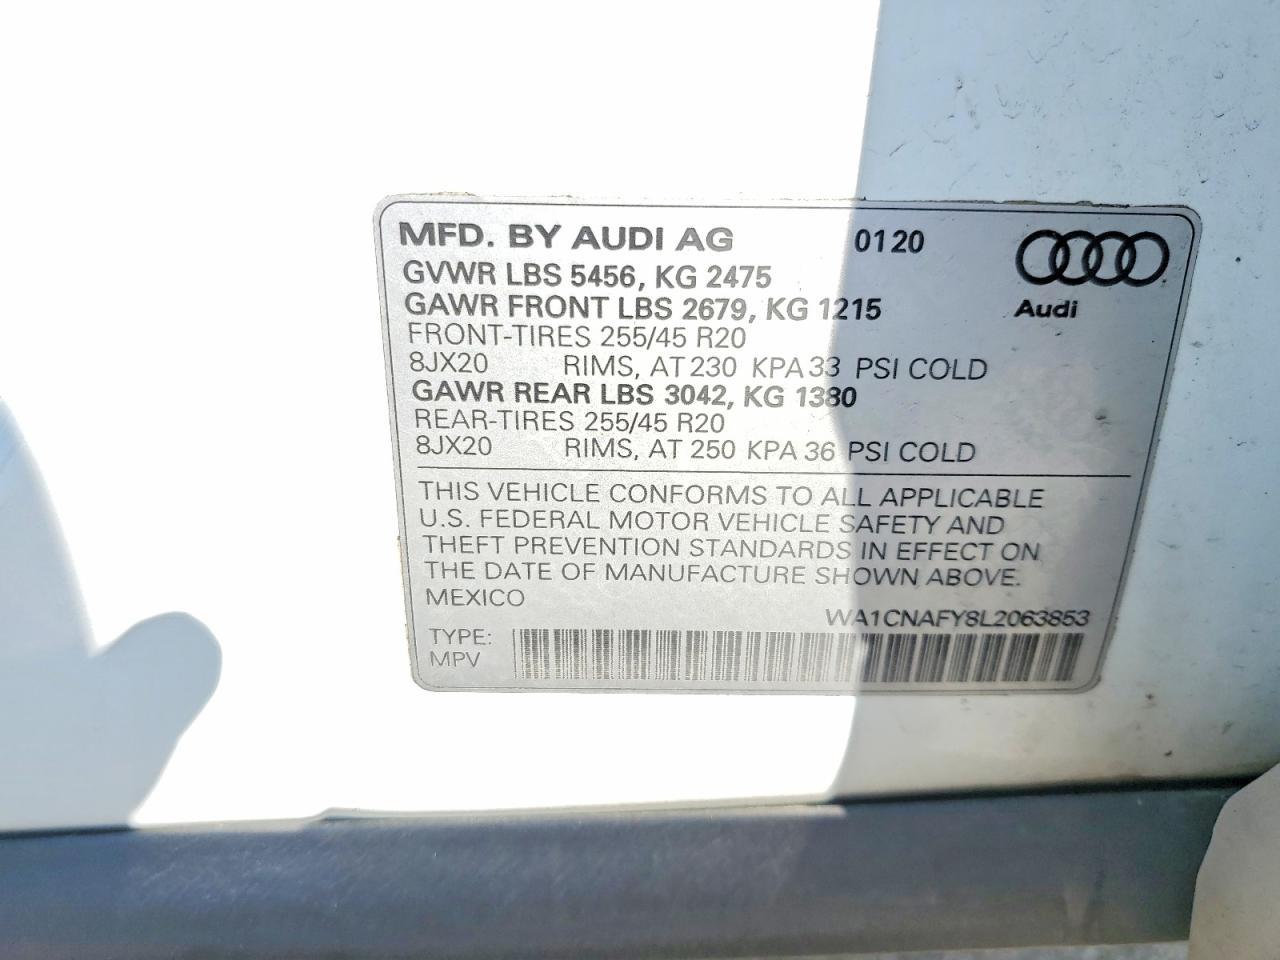 MFD. BY AUDI AG 0120
GVWR LBS 5456, KG 2475
GAWR FRONT LBS 2679, KG 1215
Audi
FRONT-TIRES 255/45 R20
8JX20 RIMS, AT 230 KPA 33 PSI COLD
GAWR REAR LBS 3042, KG 1380
REAR-TIRES 255/45 R20
8JX20 RIMS, AT 250 KPA 36 PSI COLD
THIS VEHICLE CONFORMS TO ALL APPLICABLE
U.S. FEDERAL MOTOR VEHICLE SAFETY AND
THEFT PREVENTION STANDARDS IN EFFECT ON
THE DATE OF MANUFACTURE SHOWN ABOVE.
MEXICO
WA1CNAFY8L2063853
TYPE:
MPV